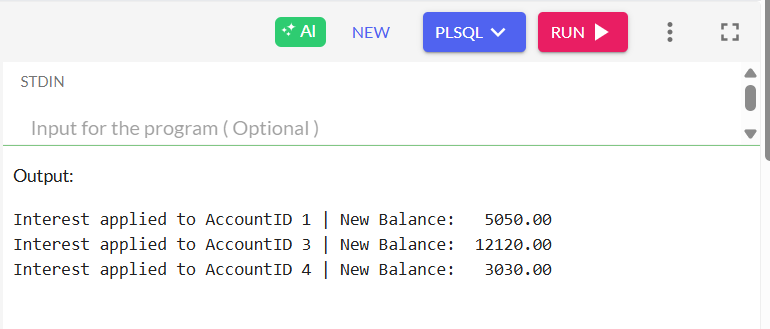 AI NEW PLSQL RUN
STDIN
Input for the program ( Optional )
Output:
Interest applied to AccountID 1 | New Balance:   5050.00
Interest applied to AccountID 3 | New Balance:  12120.00
Interest applied to AccountID 4 | New Balance:   3030.00